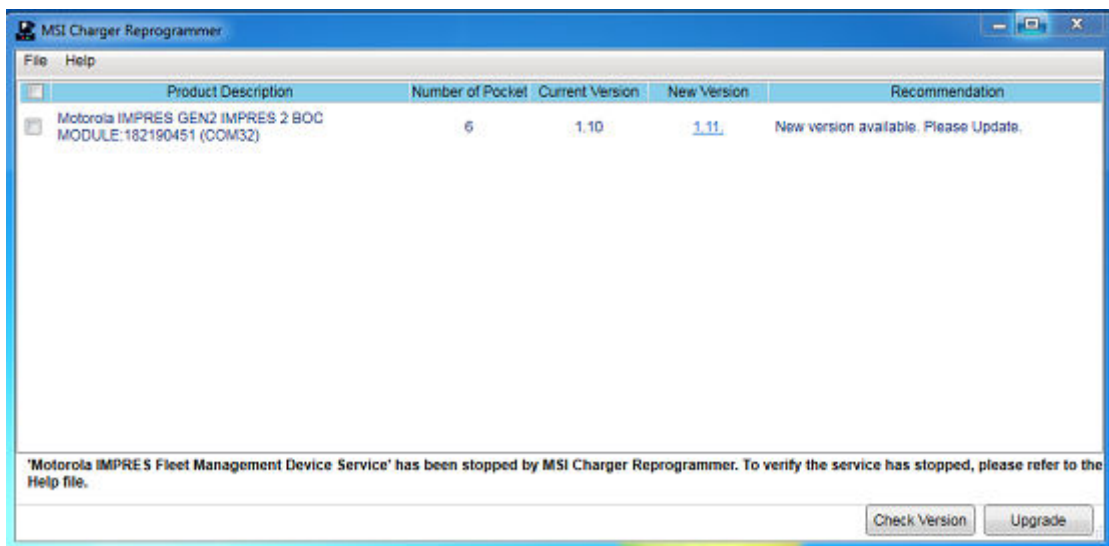 MSI Charger Reprogrammer
File Help
Product Description Number of Pocket Current Version New Version Recommendation
Motorola IMPRES GEN2 IMPRES 2 BOC
MODULE:182190451 (COM32) 6 1.10 1.11. New version available. Please Update.
'Motorola IMPRES Fleet Management Device Service' has been stopped by MSI Charger Reprogrammer. To verify the service has stopped, please refer to the
Help file.
Check Version Upgrade